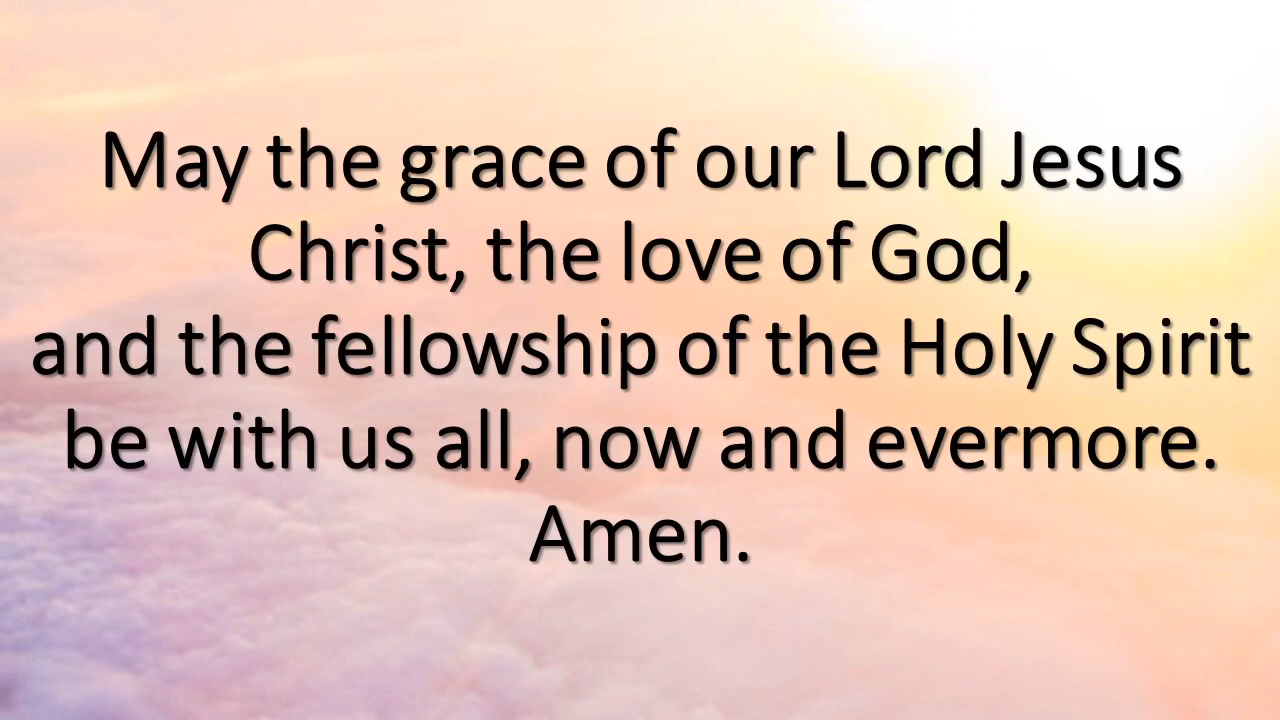 May the grace of our Lord Jesus
Christ, the love of God,
and the fellowship of the Holy Spirit
be with us all, now and evermore.
Amen.